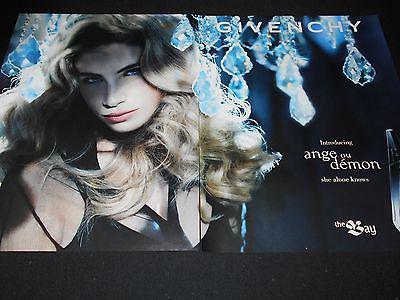 GIVENCHY
Introducing
ange ou
démon
she alone knows
the Bay